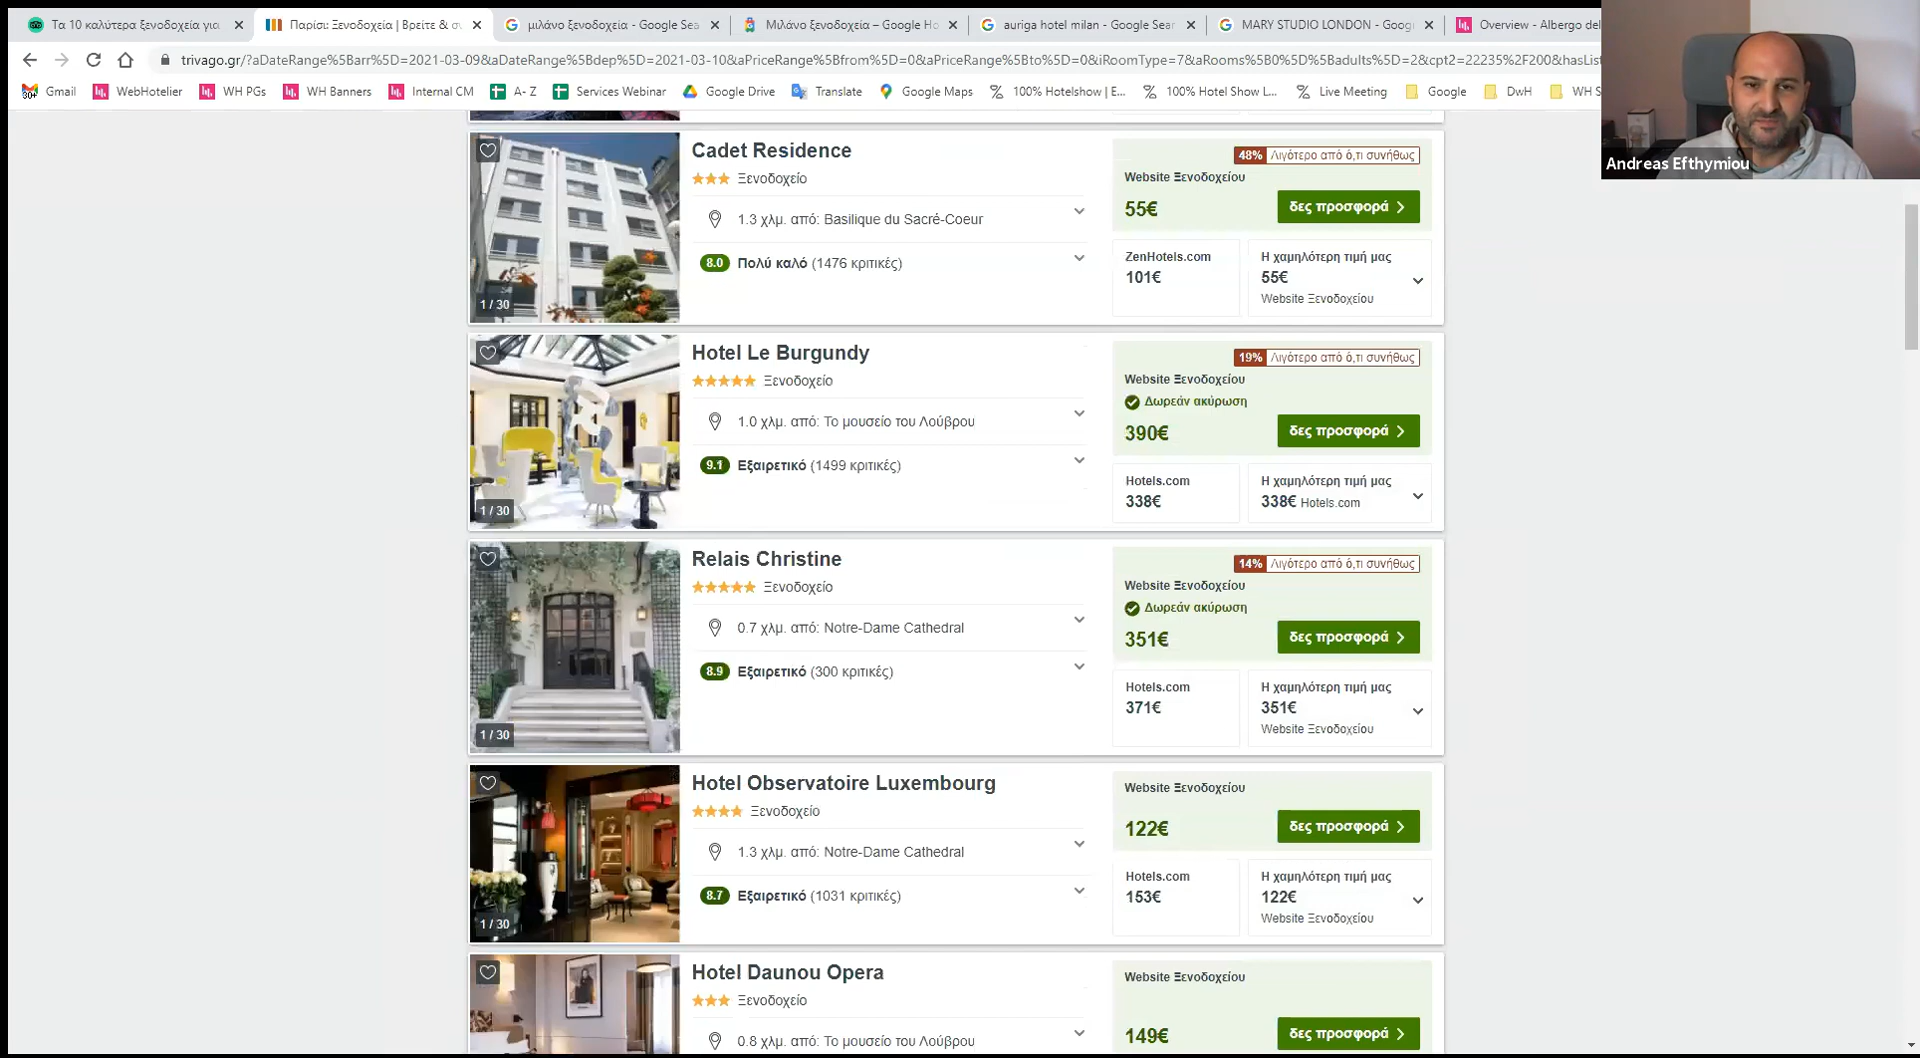 Τα 10 καλύτερα ξενοδοχεία για
Παρίσι Ξενοδοχεία | Βρείτε & συ
μιλάνο ξενοδοχεια - Google Sea
Μιλάνο ξενοδοχεία – Google Ho
auriga hotel milan - Google Sear
MARY STUDIO LONDON - Googl
Overview - Albergo del
trivago.gr/?aDateRange%5Barr%5D=2021-03-09&aDateRange%5Bdep%5D=2021-03-10&aPriceRange%5Bfrom%5D=0&aPriceRange%5Bto%5D=0&iRoomType=7&aRooms%5B0%5D%5Badults%5D=2&cpt2=22235%2F200&hasList
30+ Gmail
WebHotelier
WH PGs
WH Banners
Internal CM
A- Z
Services Webinar
Google Drive
Translate
Google Maps
100% Hotelshow | E...
100% Hotel Show L...
Live Meeting
Google
DwH
WH S
Andreas Efthymiou
Cadet Residence
Ξενοδοχείο
1.3 χλμ. από: Basilique du Sacré-Coeur
8.0 Πολύ καλό (1476 κριτικές)
1 / 30
48% Λιγότερο από ό,τι συνήθως
Website Ξενοδοχείου
55€
δες προσφορά
ZenHotels.com
101€
Η χαμηλότερη τιμή μας
55€
Website Ξενοδοχείου
Hotel Le Burgundy
Ξενοδοχείο
1.0 χλμ. από: Το μουσείο του Λούβρου
9.1 Εξαιρετικό (1499 κριτικές)
1 / 30
19% Λιγότερο από ό,τι συνήθως
Website Ξενοδοχείου
Δωρεάν ακύρωση
390€
δες προσφορά
Hotels.com
338€
Η χαμηλότερη τιμή μας
338€ Hotels.com
Relais Christine
Ξενοδοχείο
0.7 χλμ. από: Notre-Dame Cathedral
8.9 Εξαιρετικό (300 κριτικές)
1 / 30
14% Λιγότερο από ό,τι συνήθως
Website Ξενοδοχείου
Δωρεάν ακύρωση
351€
δες προσφορά
Hotels.com
371€
Η χαμηλότερη τιμή μας
351€
Website Ξενοδοχείου
Hotel Observatoire Luxembourg
Ξενοδοχείο
1.3 χλμ. από: Notre-Dame Cathedral
8.7 Εξαιρετικό (1031 κριτικές)
1 / 30
Website Ξενοδοχείου
122€
δες προσφορά
Hotels.com
153€
Η χαμηλότερη τιμή μας
122€
Website Ξενοδοχείου
Hotel Daunou Opera
Ξενοδοχείο
0.8 χλμ. από: Το μουσείο του Λούβρου
Website Ξενοδοχείου
149€
δες προσφορά